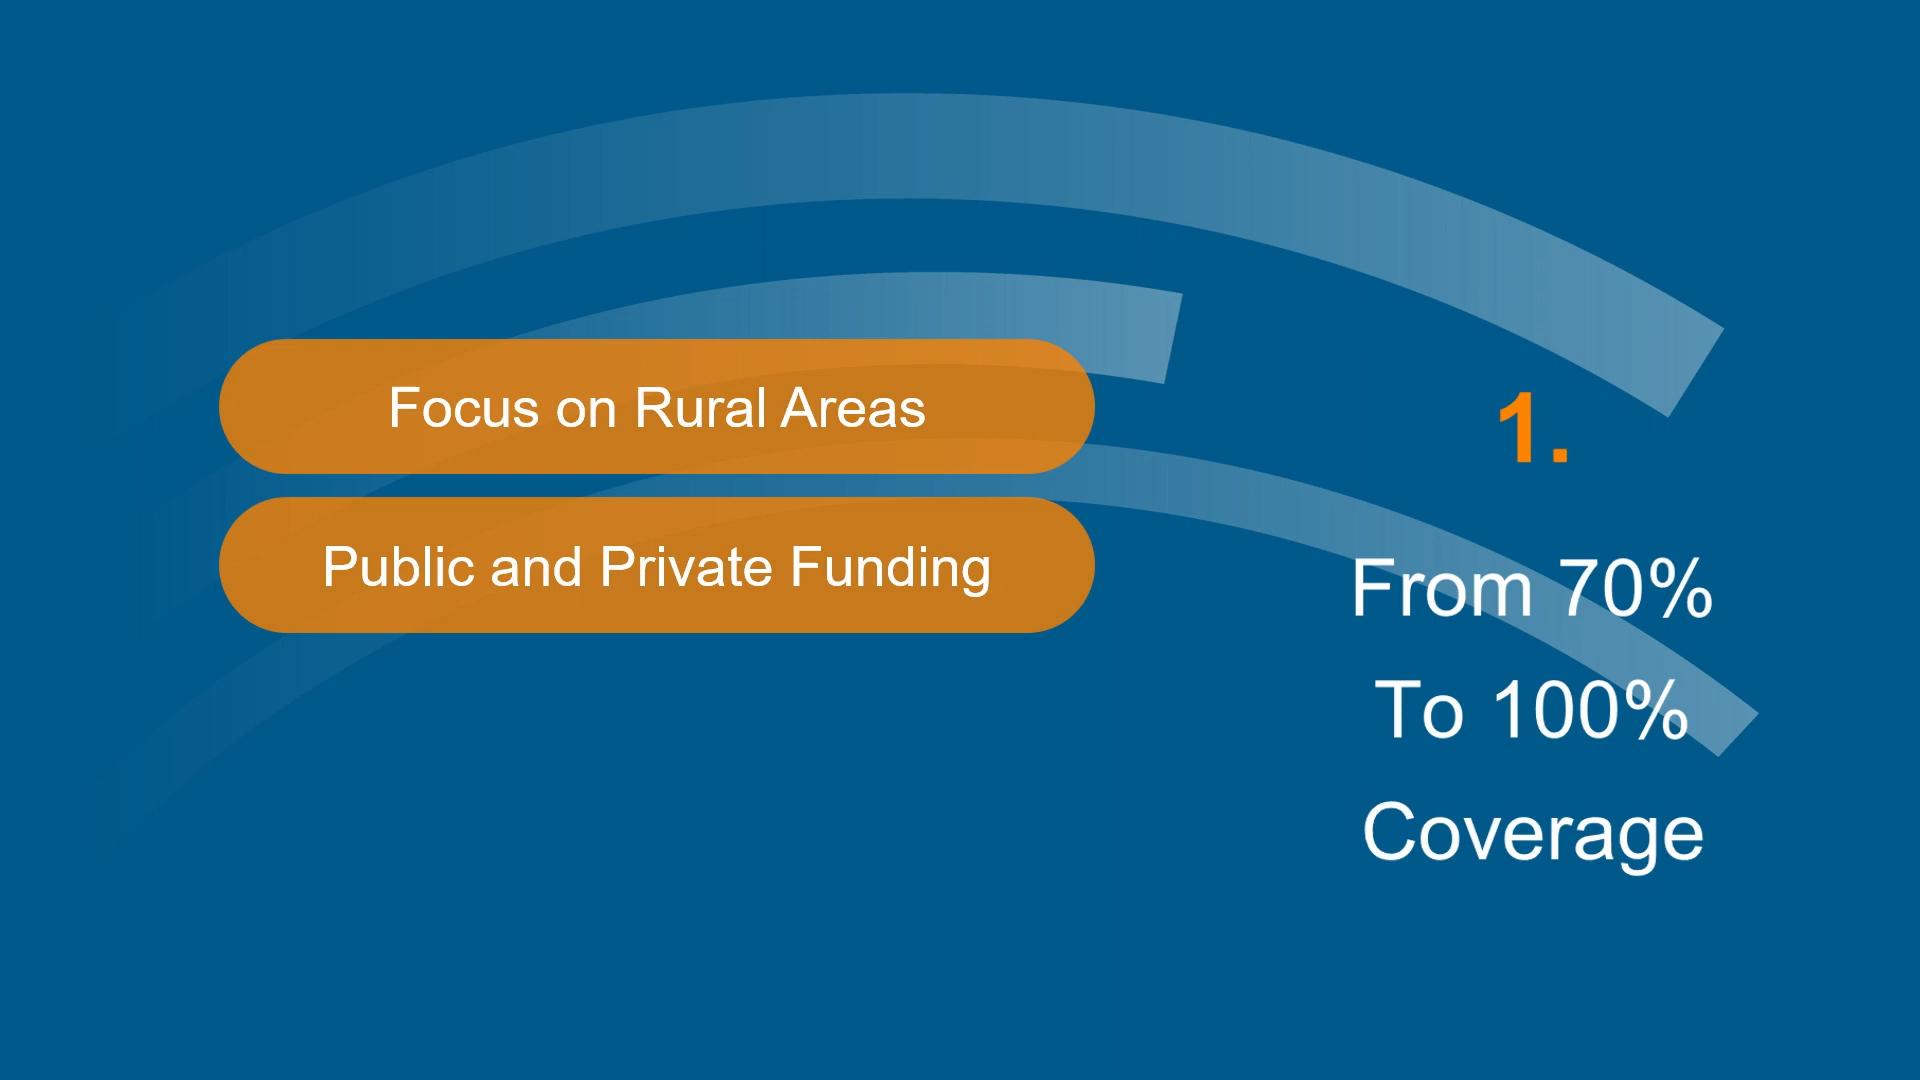 Focus on Rural Areas
Public and Private Funding
1.
From 70%
To 100%
Coverage